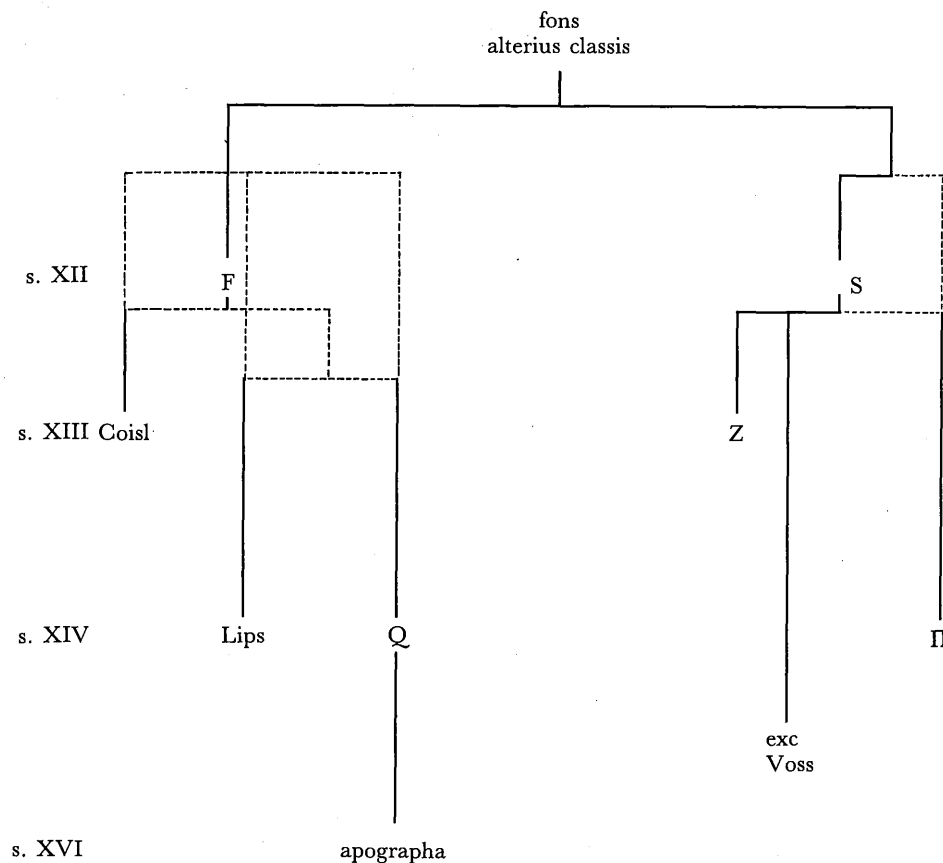 fons
alterius classis
s. XII F S
s. XIII Coisl Z
s. XIV Lips Q Π
exc
Voss
s. XVI apographa